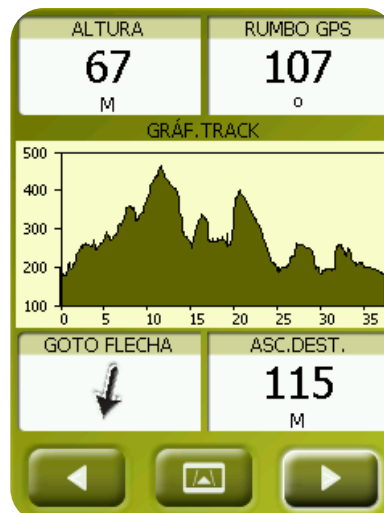 ALTURA
67
M
RUMBO GPS
107
o
GRÁF.TRACK
500
400
300
200
100
0 5 10 15 20 25 30 35
GOTO FLECHA
ASC.DEST.
115
M